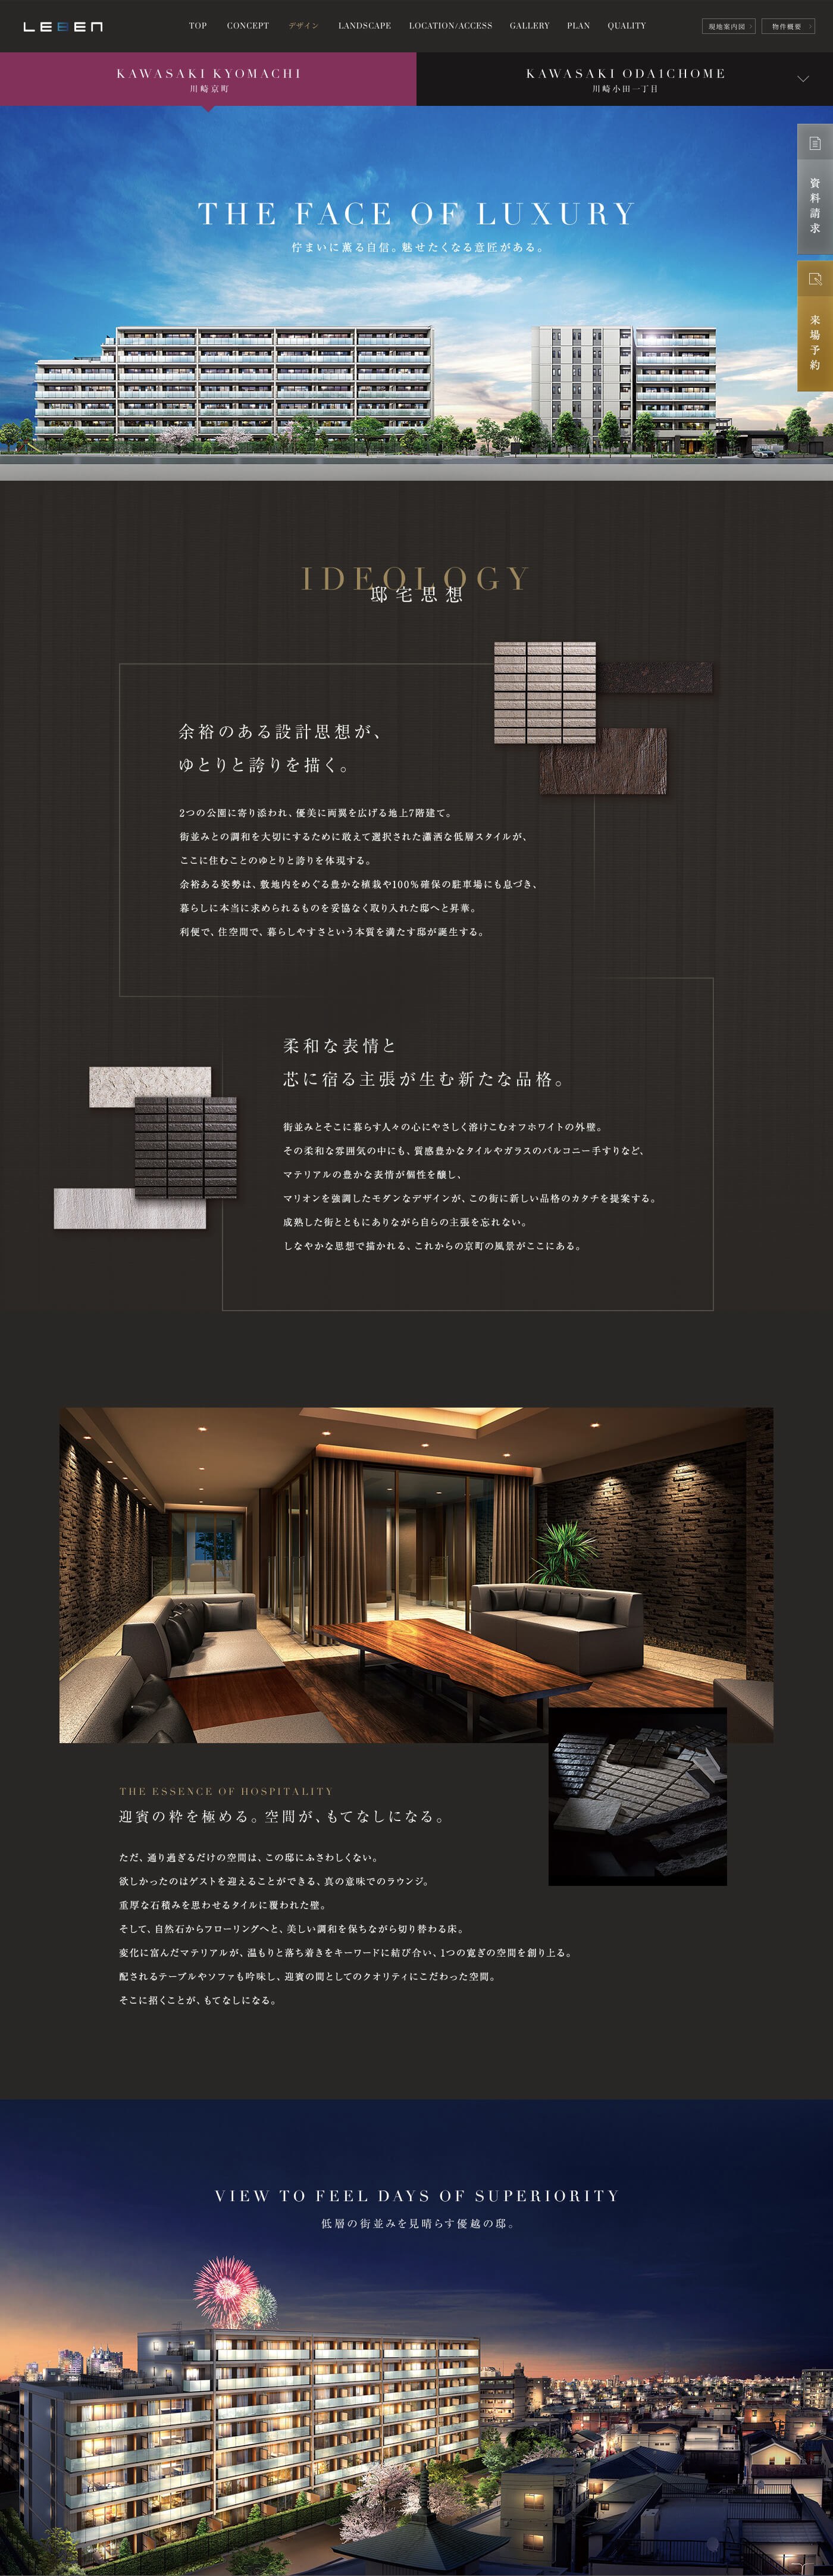 LEBEN
TOP
CONCEPT
デザイン
LANDSCAPE
LOCATION/ACCESS
GALLERY
PLAN
QUALITY
現地案内図
物件概要
KAWASAKI KYOMACHI
川崎京町
KAWASAKI ODA1CHOME
川崎小田一丁目
資料請求
来場予約
THE FACE OF LUXURY
佇まいに薫る自信。魅せたくなる意匠がある。
IDEOLOGY
邸宅思想
余裕のある設計思想が、
ゆとりと誇りを描く。
2つの公園に寄り添われ、優美に両翼を広げる地上7階建て。
街並みとの調和を大切にするために敢えて選択された瀟洒な低層スタイルが、
ここに住むことのゆとりと誇りを体現する。
余裕ある姿勢は、敷地内をめぐる豊かな植栽や100%確保の駐車場にも息づき、
暮らしに本当に求められるものを妥協なく取り入れた邸へと昇華。
利便で、住空間で、暮らしやすさという本質を満たす邸が誕生する。
柔和な表情と
芯に宿る主張が生む新たな品格。
街並みとそこに暮らす人々の心にやさしく溶けこむオフホワイトの外壁。
その柔和な雰囲気の中にも、質感豊かなタイルやガラスのバルコニー手すりなど、
マテリアルの豊かな表情が個性を醸し、
マリオンを強調したモダンなデザインが、この街に新しい品格のカタチを提案する。
成熟した街とともにありながら自らの主張を忘れない。
しなやかな思想で描かれる、これからの京町の風景がここにある。
THE ESSENCE OF HOSPITALITY
迎賓の粋を極める。空間が、もてなしになる。
ただ、通り過ぎるだけの空間は、この邸にふさわしくない。
欲しかったのはゲストを迎えることができる、真の意味でのラウンジ。
重厚な石積みを思わせるタイルに覆われた壁。
そして、自然石からフローリングへと、美しい調和を保ちながら切り替わる床。
変化に富んだマテリアルが、温もりと落ち着きをキーワードに結び合い、1つの寛ぎの空間を創り上る。
配されるテーブルやソファも吟味し、迎賓の間としてのクオリティにこだわった空間。
そこに招くことが、もてなしになる。
VIEW TO FEEL DAYS OF SUPERIORITY
低層の街並みを見晴らす優越の邸。